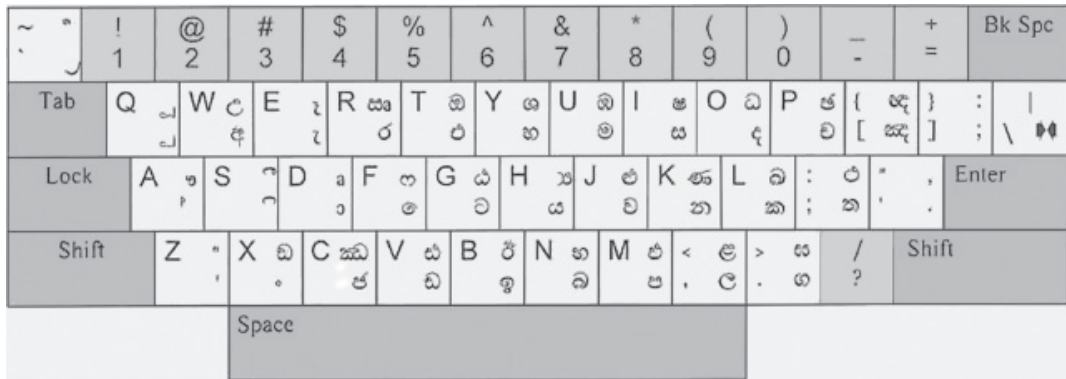 ~ ! @ # $ % ^ & * ( ) _ + Bk Spc
` 1 2 3 4 5 6 7 8 9 0 - =
Tab Q W උ E R ඍ T ඔ Y ශ U ඹ I ෂ O ධ P ඡ { ඥ } : |
අ ර එ හ ම ස ද ච [ ඤ ] ; \
Lock A S D F ෆ G ඨ H J K ණ L ඛ : ථ " , Enter
ට ය ව න ක ; ත ' .
Shift Z X ඞ C ඣ V ඪ B ඊ N භ M ඵ < ළ > ඝ / Shift
ජ ඩ ඉ බ ප , ල . ග ?
Space